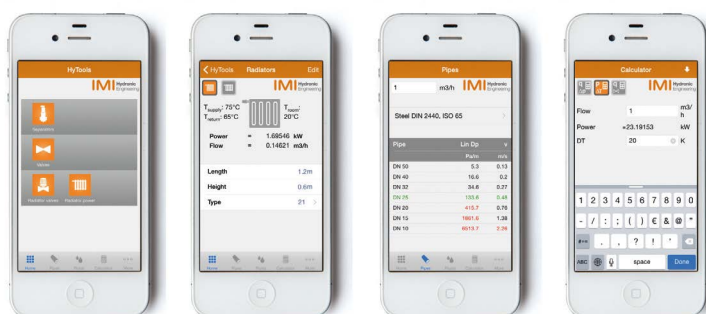 HyTools
IMI Hydronic
Engineering
Home
HyTools Radiators Edit
IMI Hydronic
Engineering
Tsupply: 75°C
Treturn: 65°C
Troom:
20°C
Power = 1.69546 kW
Flow = 0.14621 m3/h
Length 1.2m
Height 0.6m
Type 21
Home
Pipes
1 m3/h IMI Hydronic
Engineering
Steel DIN 2440, ISO 65
Pipe Lin Dp v
Pa/m m/s
DN 50 5.3 0.13
DN 40 16.6 0.2
DN 32 34.6 0.27
DN 25 133.6 0.48
DN 20 415.7 0.76
DN 15 1881.6 1.38
DN 10 6513.7 2.26
Pipes
Calculator
IMI Hydronic
Engineering
Flow 1 m3/
h
Power =23.19153 kW
DT 20 K
1 2 3 4 5 6 7 8 9 0
- / : ; ( ) € & @ "
#+= . , ? ! '
ABC space Done